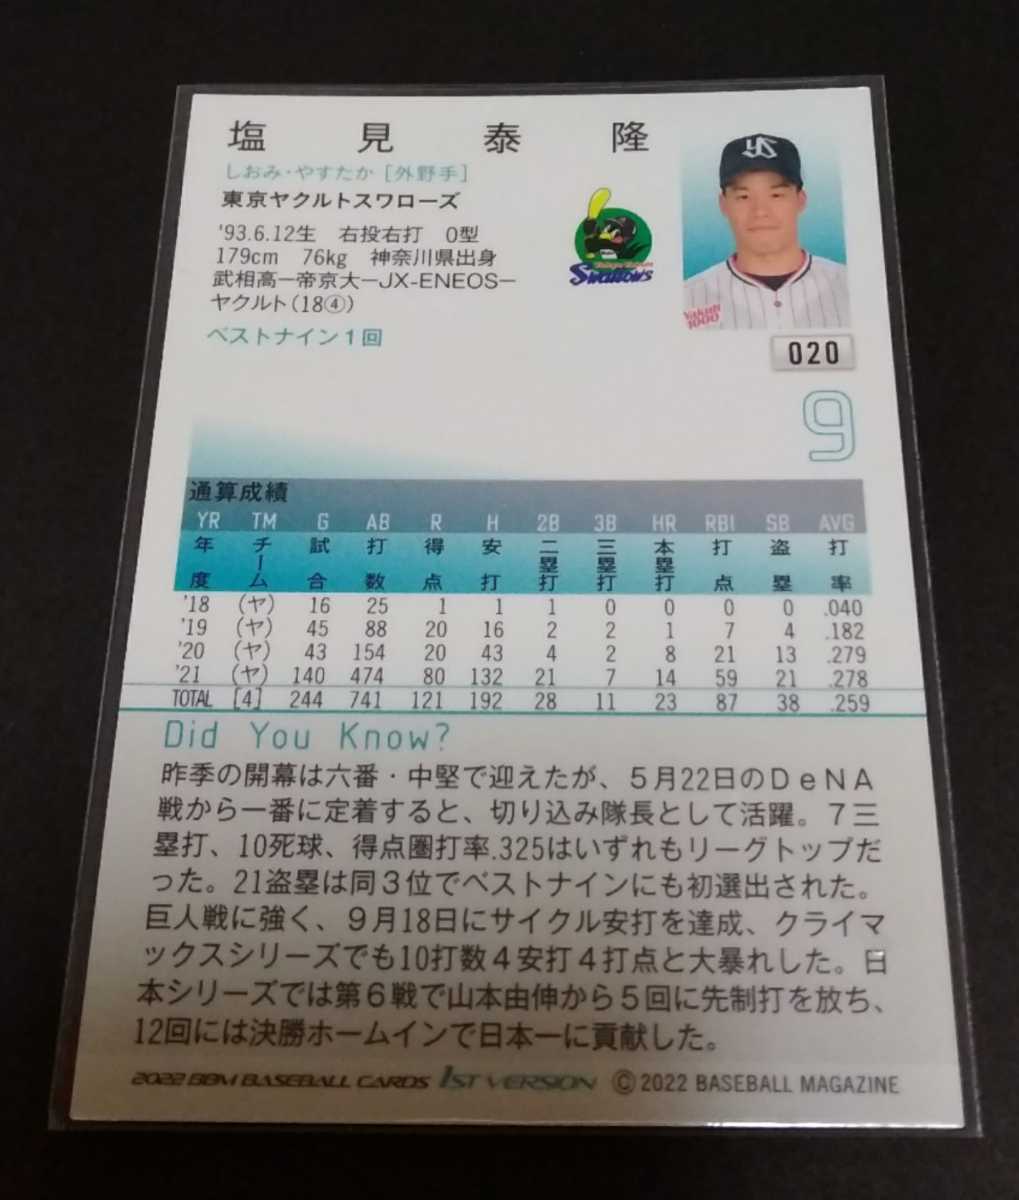 塩見泰隆
しおみ・やすたか［外野手］
東京ヤクルトスワローズ
'93.6.12生　右投右打　O型
179cm　76kg　神奈川県出身
武相高－帝京大－JX-ENEOS－
ヤクルト（18④）
ベストナイン1回
Swallows
YS
Yakult
1000
020
9
通算成績
YR TM G AB R H 2B 3B HR RBI SB AVG
年度 チーム 試合 打数 得点 安打 二塁打 三塁打 本塁打 打点 盗塁 打率
'18 (ヤ) 16 25 1 1 1 0 0 0 0 .040
'19 (ヤ) 45 88 20 16 2 2 1 7 4 .182
'20 (ヤ) 43 154 20 43 4 2 8 21 13 .279
'21 (ヤ) 140 474 80 132 21 7 14 59 21 .278
TOTAL [4] 244 741 121 192 28 11 23 87 38 .259
Did You Know?
昨季の開幕は六番・中堅で迎えたが、5月22日のDeNA
戦から一番に定着すると、切り込み隊長として活躍。7三
塁打、10死球、得点圏打率.325はいずれもリーグトップだ
った。21盗塁は同3位でベストナインにも初選出された。
巨人戦に強く、9月18日にサイクル安打を達成、クライマ
ックスシリーズでも10打数4安打4打点と大暴れした。日
本シリーズでは第6戦で山本由伸から5回に先制打を放ち、
12回には決勝ホームインで日本一に貢献した。
2022 BBM BASEBALL CARDS 1ST VERSION © 2022 BASEBALL MAGAZINE